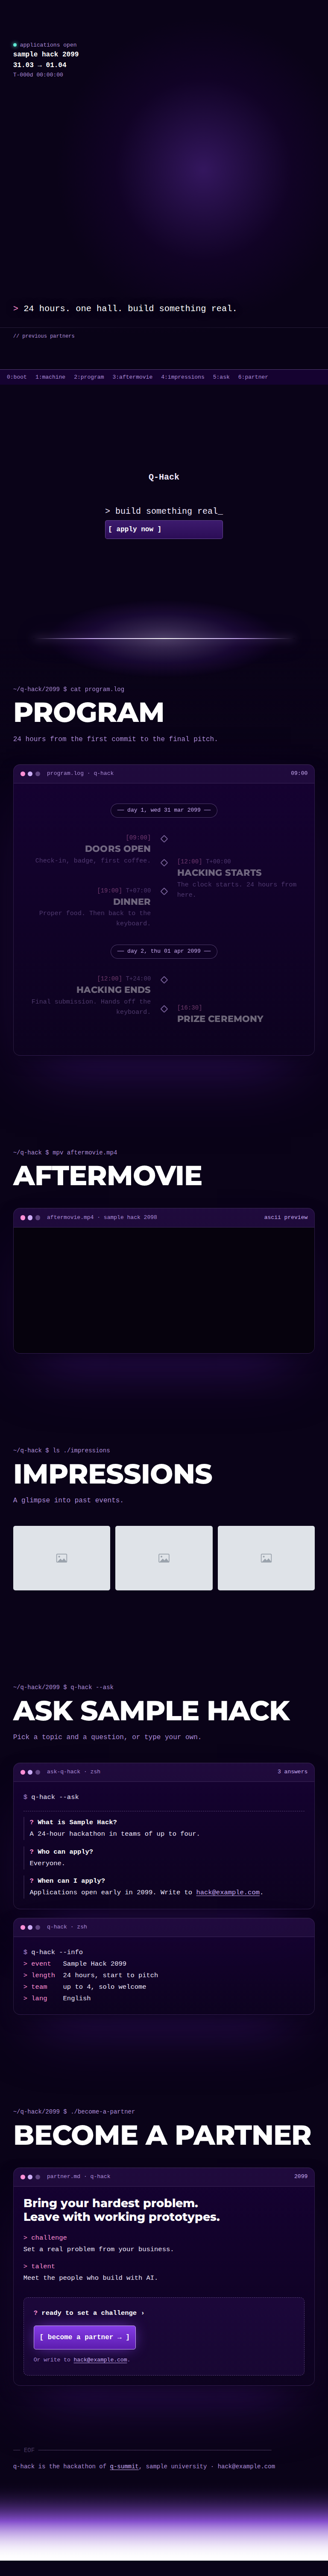 applications open
sample hack 2099
31.03 → 01.04
T-000d 00:00:00
> 24 hours. one hall. build something real.
// previous partners
0:boot 1:machine 2:program 3:aftermovie 4:impressions 5:ask 6:partner
Q-Hack
> build something real_
[ apply now ]
~/q-hack/2099 $ cat program.log
PROGRAM
24 hours from the first commit to the final pitch.
program.log · q-hack 09:00
── day 1, wed 31 mar 2099 ──
[09:00]
DOORS OPEN
Check-in, badge, first coffee.
[12:00] T+00:00
HACKING STARTS
The clock starts. 24 hours from
here.
[19:00] T+07:00
DINNER
Proper food. Then back to the
keyboard.
── day 2, thu 01 apr 2099 ──
[12:00] T+24:00
HACKING ENDS
Final submission. Hands off the
keyboard.
[16:30]
PRIZE CEREMONY
~/q-hack $ mpv aftermovie.mp4
AFTERMOVIE
aftermovie.mp4 · sample hack 2098 ascii preview
~/q-hack $ ls ./impressions
IMPRESSIONS
A glimpse into past events.
~/q-hack/2099 $ q-hack --ask
ASK SAMPLE HACK
Pick a topic and a question, or type your own.
ask-q-hack · zsh 3 answers
$ q-hack --ask
? What is Sample Hack?
A 24-hour hackathon in teams of up to four.
? Who can apply?
Everyone.
? When can I apply?
Applications open early in 2099. Write to hack@example.com.
q-hack · zsh
$ q-hack --info
> event Sample Hack 2099
> length 24 hours, start to pitch
> team up to 4, solo welcome
> lang English
~/q-hack/2099 $ ./become-a-partner
BECOME A PARTNER
partner.md · q-hack 2099
Bring your hardest problem.
Leave with working prototypes.
> challenge
Set a real problem from your business.
> talent
Meet the people who build with AI.
? ready to set a challenge ›
[ become a partner → ]
Or write to hack@example.com.
── EOF ──
q-hack is the hackathon of q-summit, sample university · hack@example.com